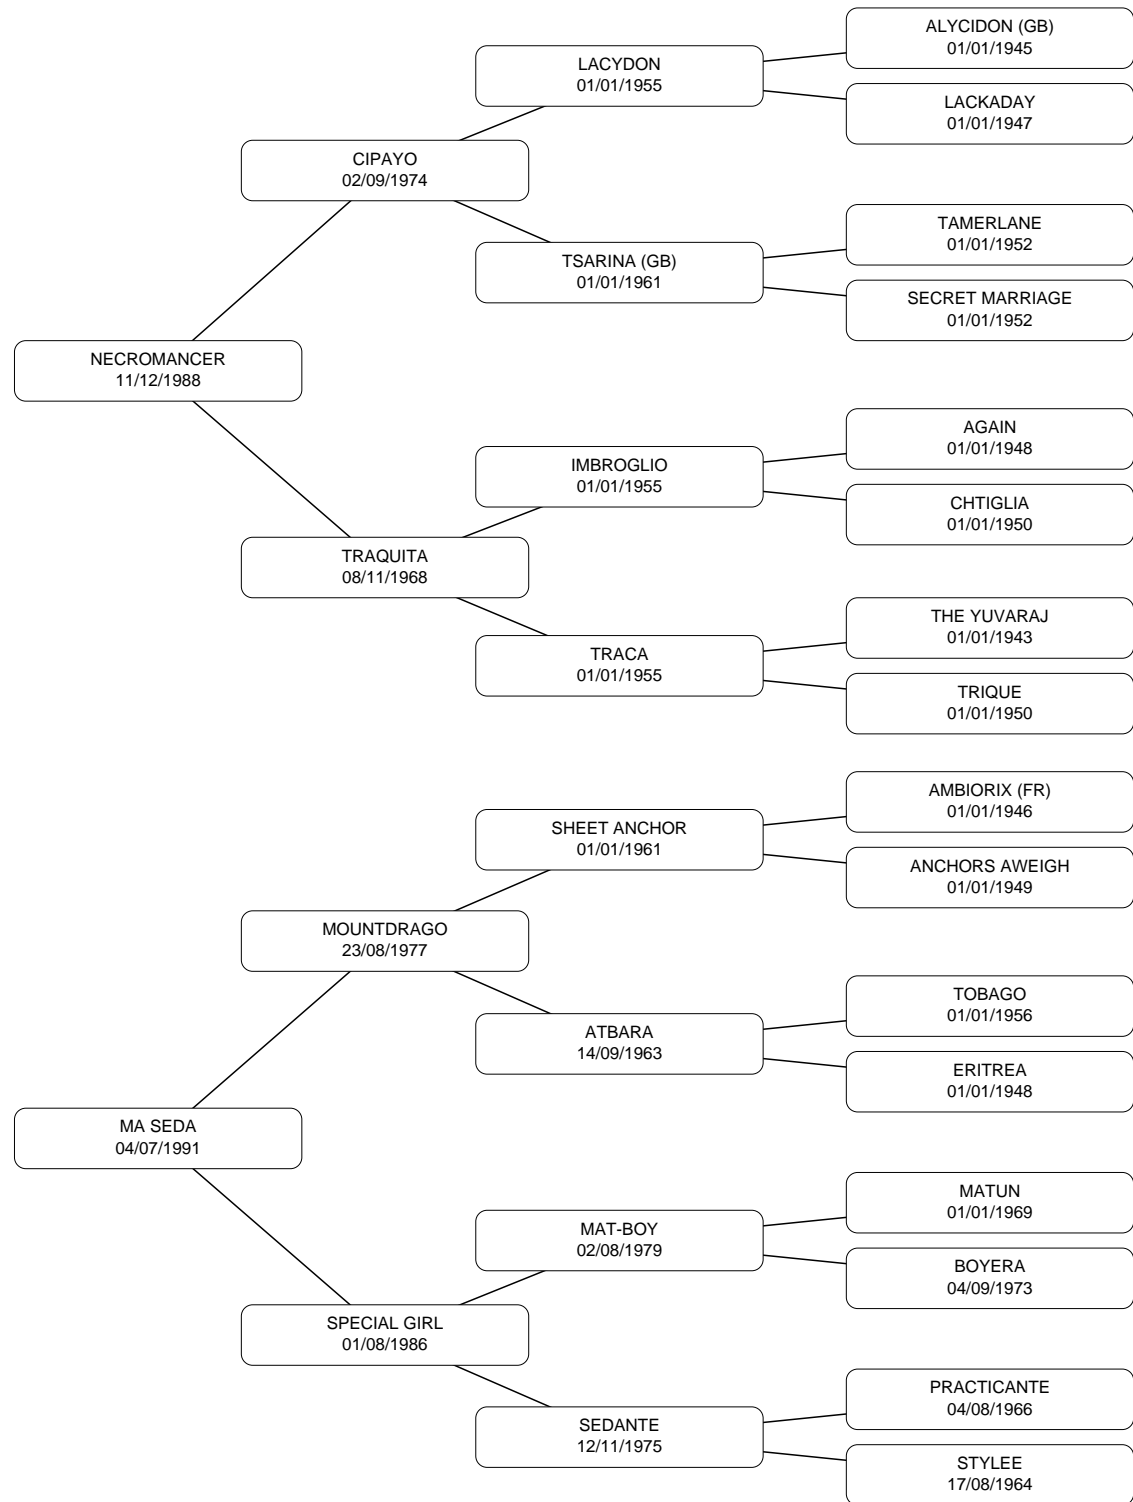 ALYCIDON (GB)
01/01/1945
LACYDON
01/01/1955
LACKADAY
01/01/1947
CIPAYO
02/09/1974
TAMERLANE
01/01/1952
TSARINA (GB)
01/01/1961
SECRET MARRIAGE
01/01/1952
NECROMANCER
11/12/1988
AGAIN
01/01/1948
IMBROGLIO
01/01/1955
CHTIGLIA
01/01/1950
TRAQUITA
08/11/1968
THE YUVARAJ
01/01/1943
TRACA
01/01/1955
TRIQUE
01/01/1950
AMBIORIX (FR)
01/01/1946
SHEET ANCHOR
01/01/1961
ANCHORS AWEIGH
01/01/1949
MOUNTDRAGO
23/08/1977
TOBAGO
01/01/1956
ATBARA
14/09/1963
ERITREA
01/01/1948
MA SEDA
04/07/1991
MATUN
01/01/1969
MAT-BOY
02/08/1979
BOYERA
04/09/1973
SPECIAL GIRL
01/08/1986
PRACTICANTE
04/08/1966
SEDANTE
12/11/1975
STYLEE
17/08/1964